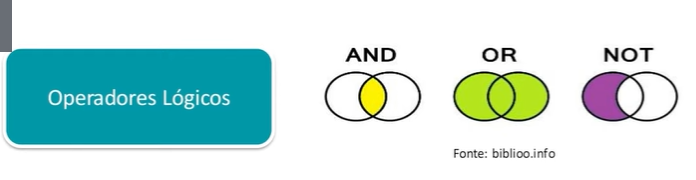 Operadores Lógicos
AND OR NOT
Fonte: biblioo.info